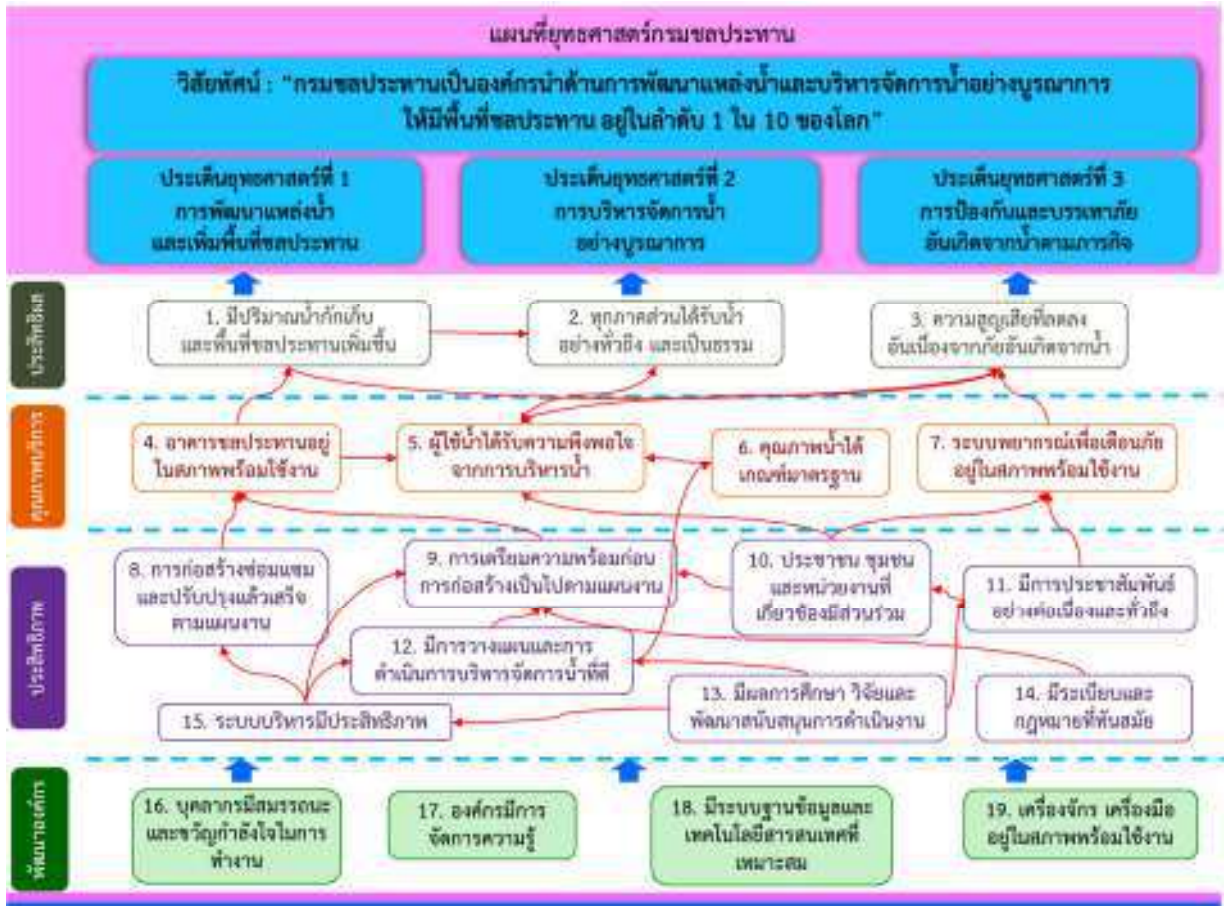 แผนที่ยุทธศาสตร์กรมชลประทาน
วิสัยทัศน์ : "กรมชลประทานเป็นองค์กรนำด้านการพัฒนาแหล่งน้ำและบริหารจัดการน้ำอย่างบูรณาการ
ให้มีพื้นที่ชลประทาน อยู่ในลำดับ 1 ใน 10 ของโลก"
ประเด็นยุทธศาสตร์ที่ 1
การพัฒนาแหล่งน้ำ
และเพิ่มพื้นที่ชลประทาน
ประเด็นยุทธศาสตร์ที่ 2
การบริหารจัดการน้ำ
อย่างบูรณาการ
ประเด็นยุทธศาสตร์ที่ 3
การป้องกันและบรรเทาภัย
อันเกิดจากน้ำตามภารกิจ
ประสิทธิผล
1. มีปริมาณน้ำกักเก็บ
และพื้นที่ชลประทานเพิ่มขึ้น
2. ทุกภาคส่วนได้รับน้ำ
อย่างทั่วถึง และเป็นธรรม
3. ความสูญเสียที่ลดลง
อันเนื่องจากภัยอันเกิดจากน้ำ
คุณภาพบริการ
4. อาคารชลประทานอยู่
ในสภาพพร้อมใช้งาน
5. ผู้ใช้น้ำได้รับความพึงพอใจ
จากการบริหารน้ำ
6. คุณภาพน้ำได้
เกณฑ์มาตรฐาน
7. ระบบพยากรณ์เพื่อเตือนภัย
อยู่ในสภาพพร้อมใช้งาน
ประสิทธิภาพ
8. การก่อสร้างซ่อมแซม
และปรับปรุงแล้วเสร็จ
ตามแผนงาน
9. การเตรียมความพร้อมก่อน
การก่อสร้างเป็นไปตามแผนงาน
10. ประชาชน ชุมชน
และหน่วยงานที่
เกี่ยวข้องมีส่วนร่วม
11. มีการประชาสัมพันธ์
อย่างต่อเนื่องและทั่วถึง
12. มีการวางแผนและการ
ดำเนินการบริหารจัดการน้ำที่ดี
13. มีผลการศึกษา วิจัยและ
พัฒนาสนับสนุนการดำเนินงาน
14. มีระเบียบและ
กฎหมายที่ทันสมัย
15. ระบบบริหารมีประสิทธิภาพ
พัฒนาองค์กร
16. บุคลากรมีสมรรถนะ
และขวัญกำลังใจในการ
ทำงาน
17. องค์กรมีการ
จัดการความรู้
18. มีระบบฐานข้อมูลและ
เทคโนโลยีสารสนเทศที่
เหมาะสม
19. เครื่องจักร เครื่องมือ
อยู่ในสภาพพร้อมใช้งาน